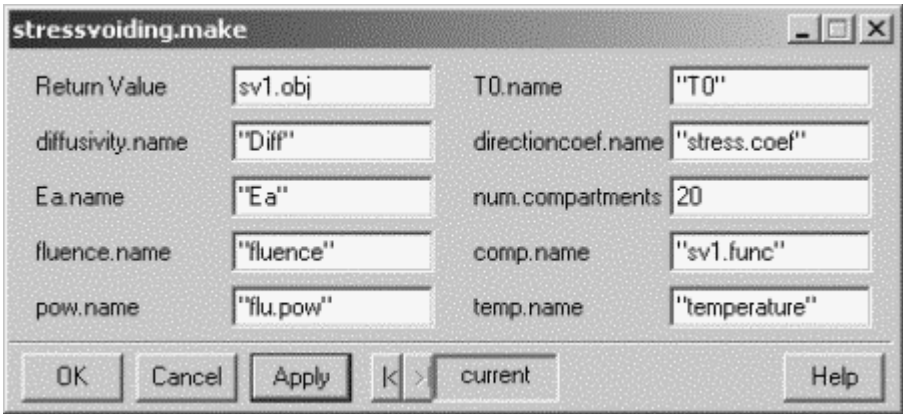 stressvoiding.make
Return Value sv1.obj T0.name "T0"
diffusivity.name "Diff" directioncoef.name "stress.coef"
Ea.name "Ea" num.compartments 20
fluence.name "fluence" comp.name "sv1.func"
pow.name "flu.pow" temp.name "temperature"
OK Cancel Apply current Help